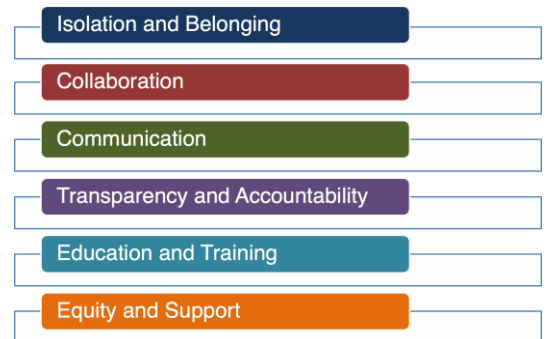 Isolation and Belonging
Collaboration
Communication
Transparency and Accountability
Education and Training
Equity and Support